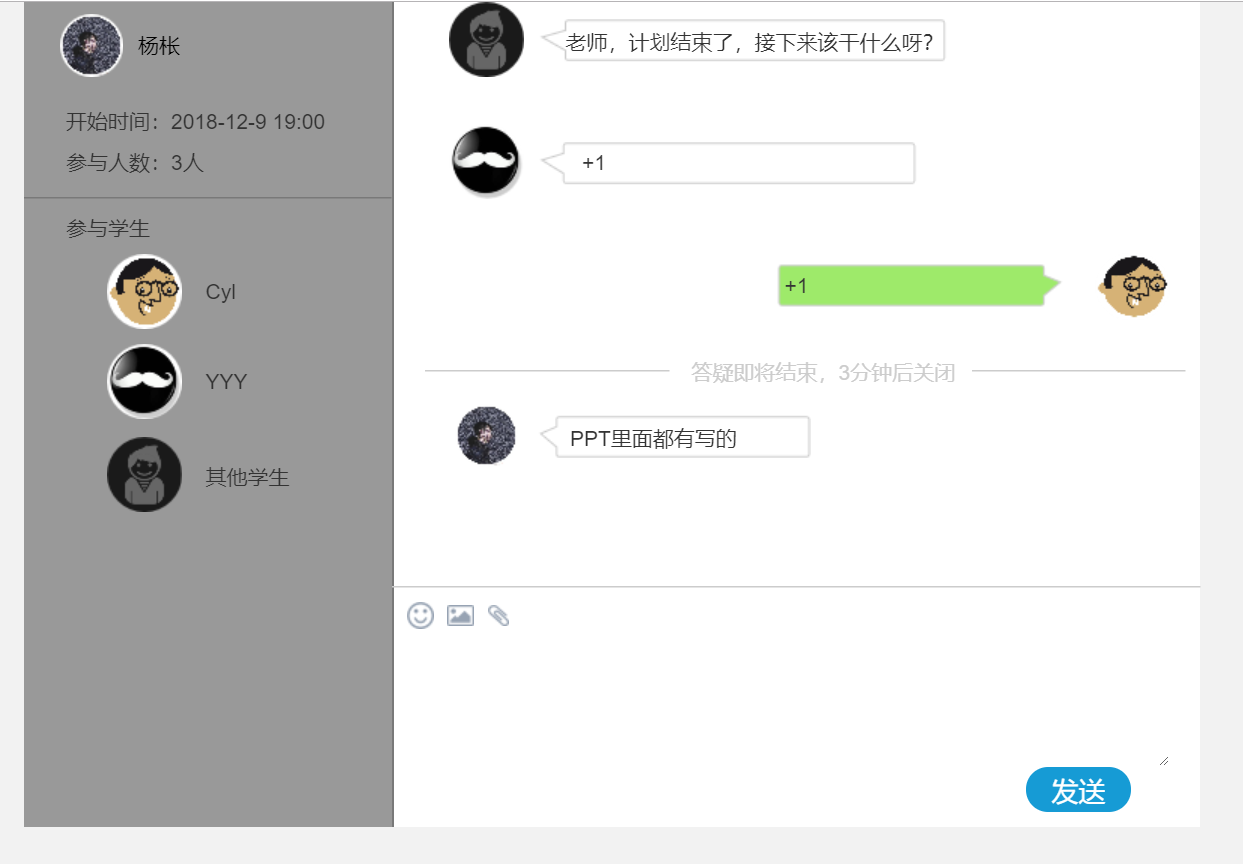 杨枨
开始时间：2018-12-9 19:00
参与人数：3人
参与学生
Cyl
YYY
其他学生
老师，计划结束了，接下来该干什么呀？
+1
+1
答疑即将结束，3分钟后关闭
PPT里面都有写的
发送